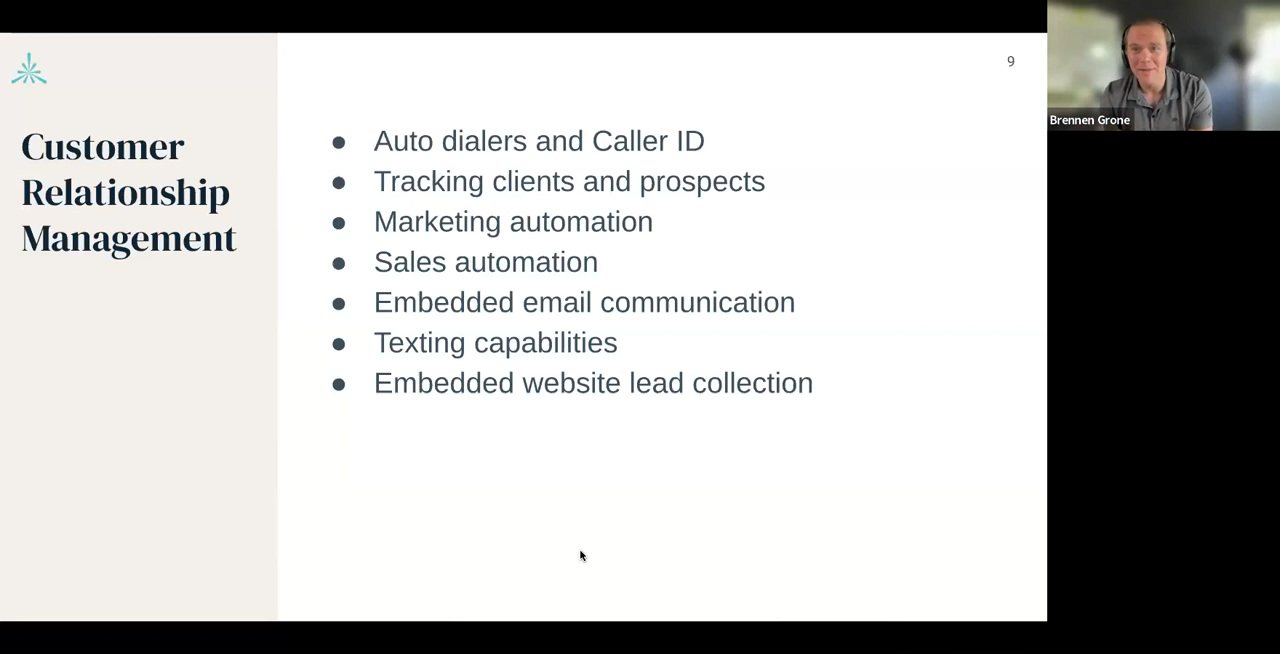 9
Customer
Relationship
Management
● Auto dialers and Caller ID
● Tracking clients and prospects
● Marketing automation
● Sales automation
● Embedded email communication
● Texting capabilities
● Embedded website lead collection
Brennen Grone